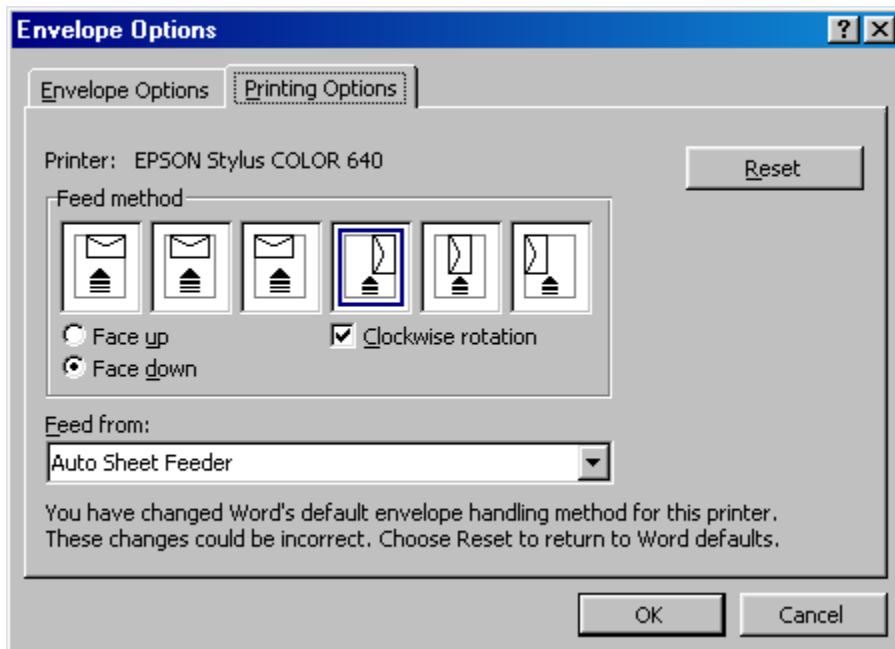 Envelope Options
Envelope Options
Printing Options
Printer: EPSON Stylus COLOR 640
Reset
Feed method
Face up
Clockwise rotation
Face down
Feed from:
Auto Sheet Feeder
You have changed Word's default envelope handling method for this printer.
These changes could be incorrect. Choose Reset to return to Word defaults.
OK
Cancel